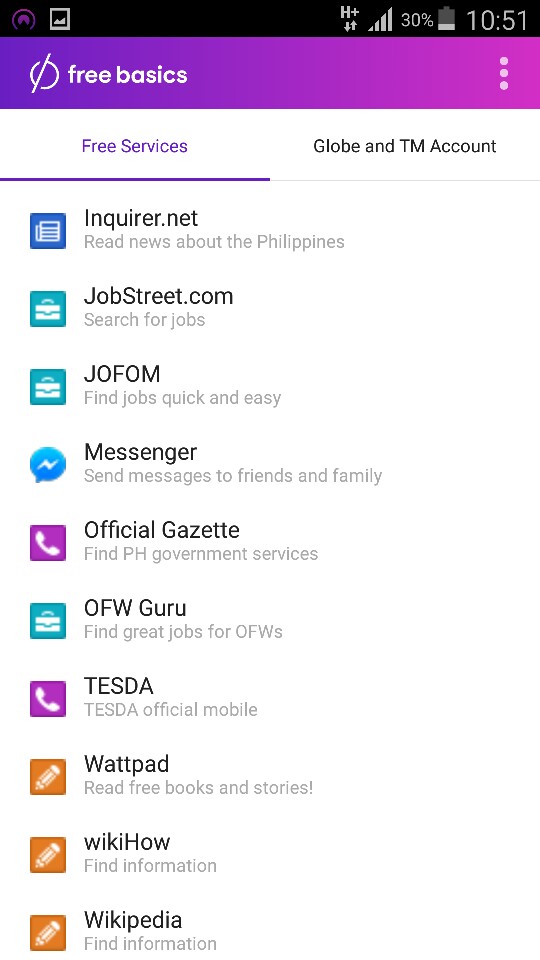 H+ 30% 10:51
free basics
Free Services Globe and TM Account
Inquirer.net
Read news about the Philippines
JobStreet.com
Search for jobs
JOFOM
Find jobs quick and easy
Messenger
Send messages to friends and family
Official Gazette
Find PH government services
OFW Guru
Find great jobs for OFWs
TESDA
TESDA official mobile
Wattpad
Read free books and stories!
wikiHow
Find information
Wikipedia
Find information